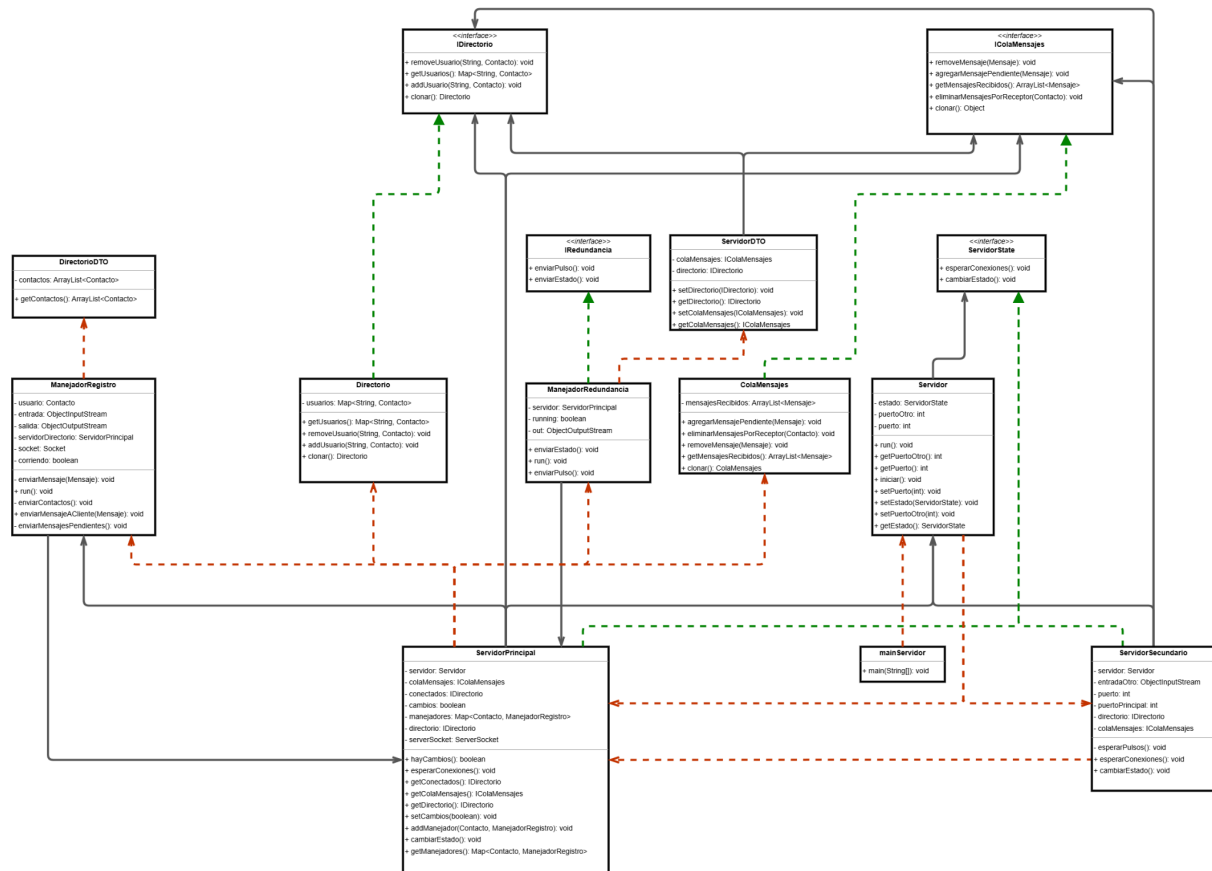 <<interface>>
IDirectorio
+ removeUsuario(String, Contacto): void
+ getUsuarios(): Map<String, Contacto>
+ addUsuario(String, Contacto): void
+ clonar(): Directorio
<<interface>>
IColaMensajes
+ removeMensaje(Mensaje): void
+ agregarMensajePendiente(Mensaje): void
+ getMensajesRecibidos(): ArrayList<Mensaje>
+ eliminarMensajesPorReceptor(Contacto): void
+ clonar(): Object
DirectorioDTO
- contactos: ArrayList<Contacto>
+ getContactos(): ArrayList<Contacto>
<<interface>>
IRedundancia
+ enviarPulso(): void
+ enviarEstado(): void
ServidorDTO
- colaMensajes: IColaMensajes
- directorio: IDirectorio
+ setDirectorio(IDirectorio): void
+ getDirectorio(): IDirectorio
+ setColaMensajes(IColaMensajes): void
+ getColaMensajes(): IColaMensajes
<<interface>>
ServidorState
+ esperarConexiones(): void
+ cambiarEstado(): void
ManejadorRegistro
- usuario: Contacto
- entrada: ObjectInputStream
- salida: ObjectOutputStream
- servidorDirectorio: ServidorPrincipal
- socket: Socket
- corriendo: boolean
- enviarMensaje(Mensaje): void
+ run(): void
- enviarContactos(): void
+ enviarMensajeACliente(Mensaje): void
- enviarMensajesPendientes(): void
Directorio
- usuarios: Map<String, Contacto>
+ getUsuarios(): Map<String, Contacto>
+ removeUsuario(String, Contacto): void
+ addUsuario(String, Contacto): void
+ clonar(): Directorio
ManejadorRedundancia
- servidor: ServidorPrincipal
- running: boolean
- out: ObjectOutputStream
+ enviarEstado(): void
+ run(): void
+ enviarPulso(): void
ColaMensajes
- mensajesRecibidos: ArrayList<Mensaje>
+ agregarMensajePendiente(Mensaje): void
+ eliminarMensajesPorReceptor(Contacto): void
+ removeMensaje(Mensaje): void
+ getMensajesRecibidos(): ArrayList<Mensaje>
+ clonar(): ColaMensajes
Servidor
- estado: ServidorState
- puertoOtro: int
- puerto: int
+ run(): void
+ getPuertoOtro(): int
+ getPuerto(): int
+ iniciar(): void
+ setPuerto(int): void
+ setEstado(ServidorState): void
+ setPuertoOtro(int): void
+ getEstado(): ServidorState
ServidorPrincipal
- servidor: Servidor
- colaMensajes: IColaMensajes
- conectados: IDirectorio
- cambios: boolean
- manejadores: Map<Contacto, ManejadorRegistro>
- directorio: IDirectorio
- serverSocket: ServerSocket
+ hayCambios(): boolean
+ esperarConexiones(): void
+ getConectados(): IDirectorio
+ getColaMensajes(): IColaMensajes
+ getDirectorio(): IDirectorio
+ setCambios(boolean): void
+ addManejador(Contacto, ManejadorRegistro): void
+ cambiarEstado(): void
+ getManejadores(): Map<Contacto, ManejadorRegistro>
mainServidor
+ main(String[]): void
ServidorSecundario
- servidor: Servidor
- entradaOtro: ObjectInputStream
- puerto: int
- puertoPrincipal: int
- directorio: IDirectorio
- colaMensajes: IColaMensajes
- esperarPulsos(): void
+ esperarConexiones(): void
+ cambiarEstado(): void